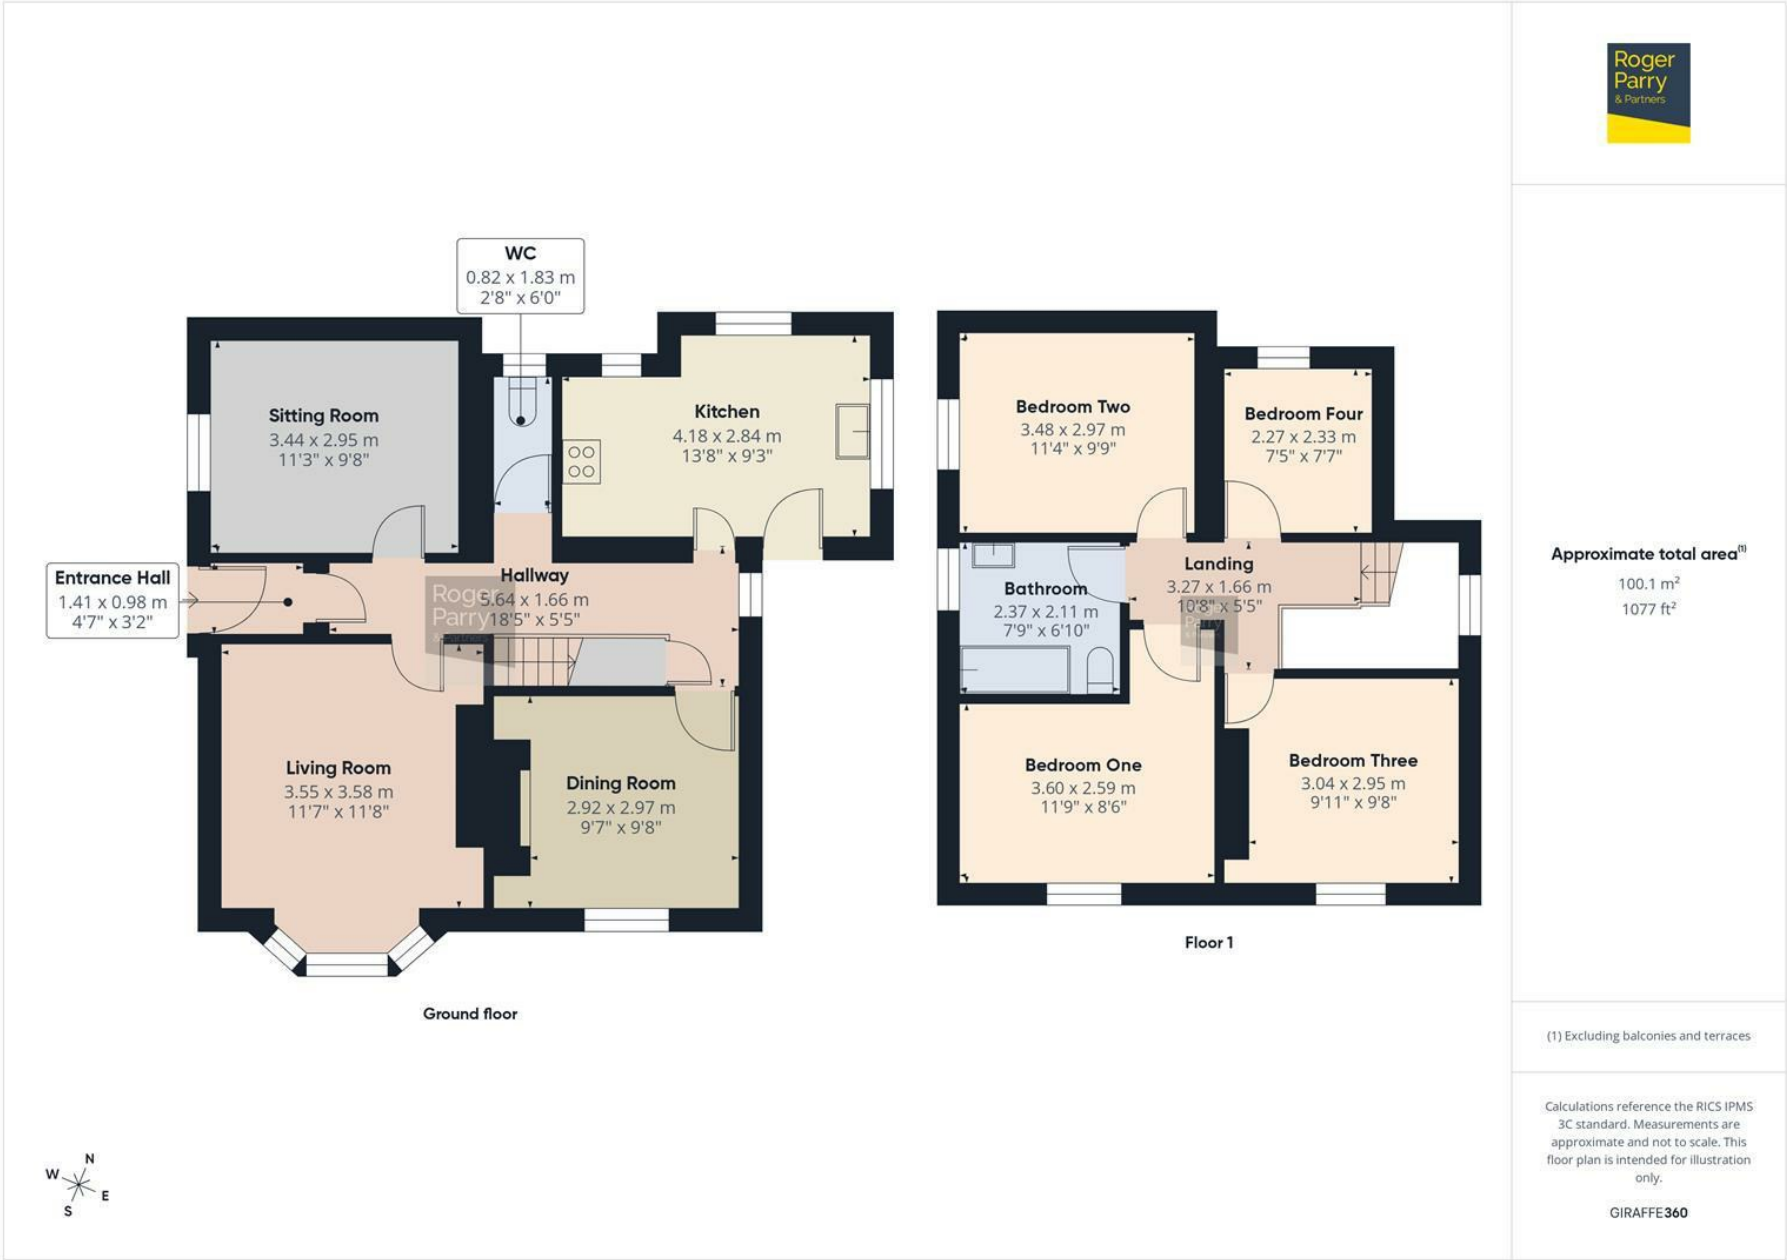 Roger
Parry
& Partners
WC
0.82 x 1.83 m
2'8" x 6'0"
Sitting Room
3.44 x 2.95 m
11'3" x 9'8"
Kitchen
4.18 x 2.84 m
13'8" x 9'3"
Entrance Hall
1.41 x 0.98 m
4'7" x 3'2"
Hallway
5.64 x 1.66 m
18'5" x 5'5"
Roger
Parry
& Partners
Living Room
3.55 x 3.58 m
11'7" x 11'8"
Dining Room
2.92 x 2.97 m
9'7" x 9'8"
Ground floor
Bedroom Two
3.48 x 2.97 m
11'4" x 9'9"
Bedroom Four
2.27 x 2.33 m
7'5" x 7'7"
Bathroom
2.37 x 2.11 m
7'9" x 6'10"
Landing
3.27 x 1.66 m
10'8" x 5'5"
Parry
Bedroom One
3.60 x 2.59 m
11'9" x 8'6"
Bedroom Three
3.04 x 2.95 m
9'11" x 9'8"
Floor 1
Approximate total area(1)
100.1 m²
1077 ft²
(1) Excluding balconies and terraces
Calculations reference the RICS IPMS
3C standard. Measurements are
approximate and not to scale. This
floor plan is intended for illustration
only.
GIRAFFE360
N
W
E
S